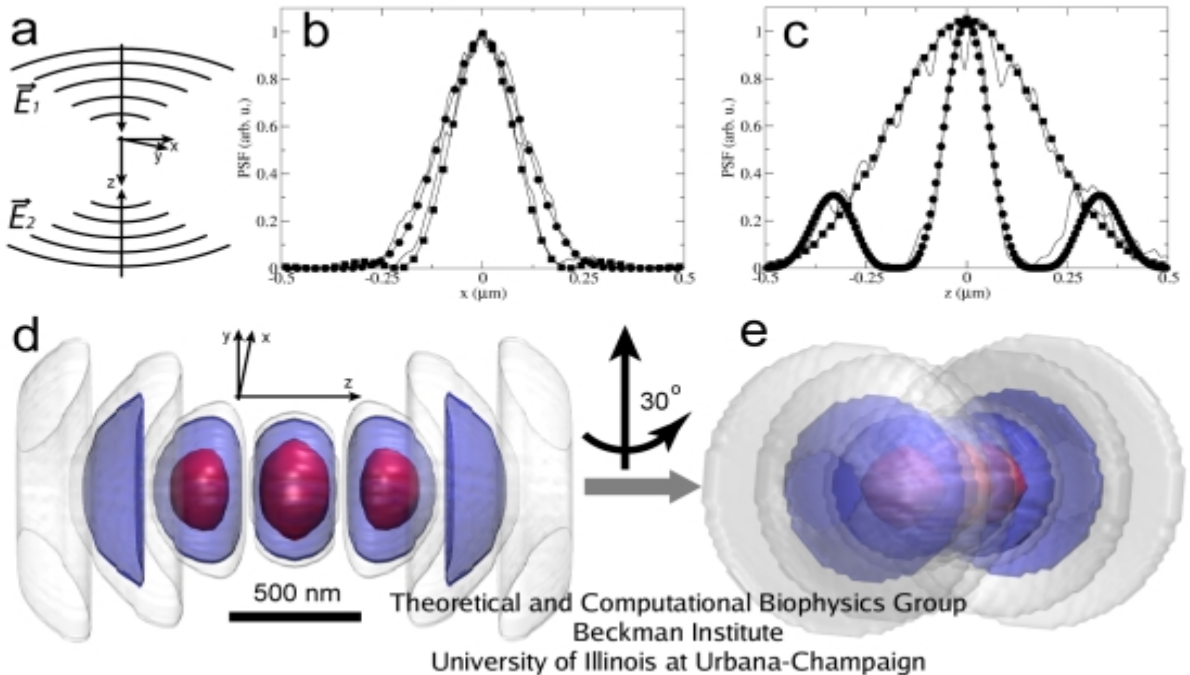 a
E1
x
y
z
E2
b
PSF (arb. u.)
1
0.8
0.6
0.4
0.2
0
-0.5
-0.25
0
0.25
0.5
x (μm)
c
PSF (arb. u.)
1
0.8
0.6
0.4
0.2
0
-0.5
-0.25
0
0.25
0.5
z (μm)
d
y
x
z
500 nm
30°
e
Theoretical and Computational Biophysics Group
Beckman Institute
University of Illinois at Urbana-Champaign